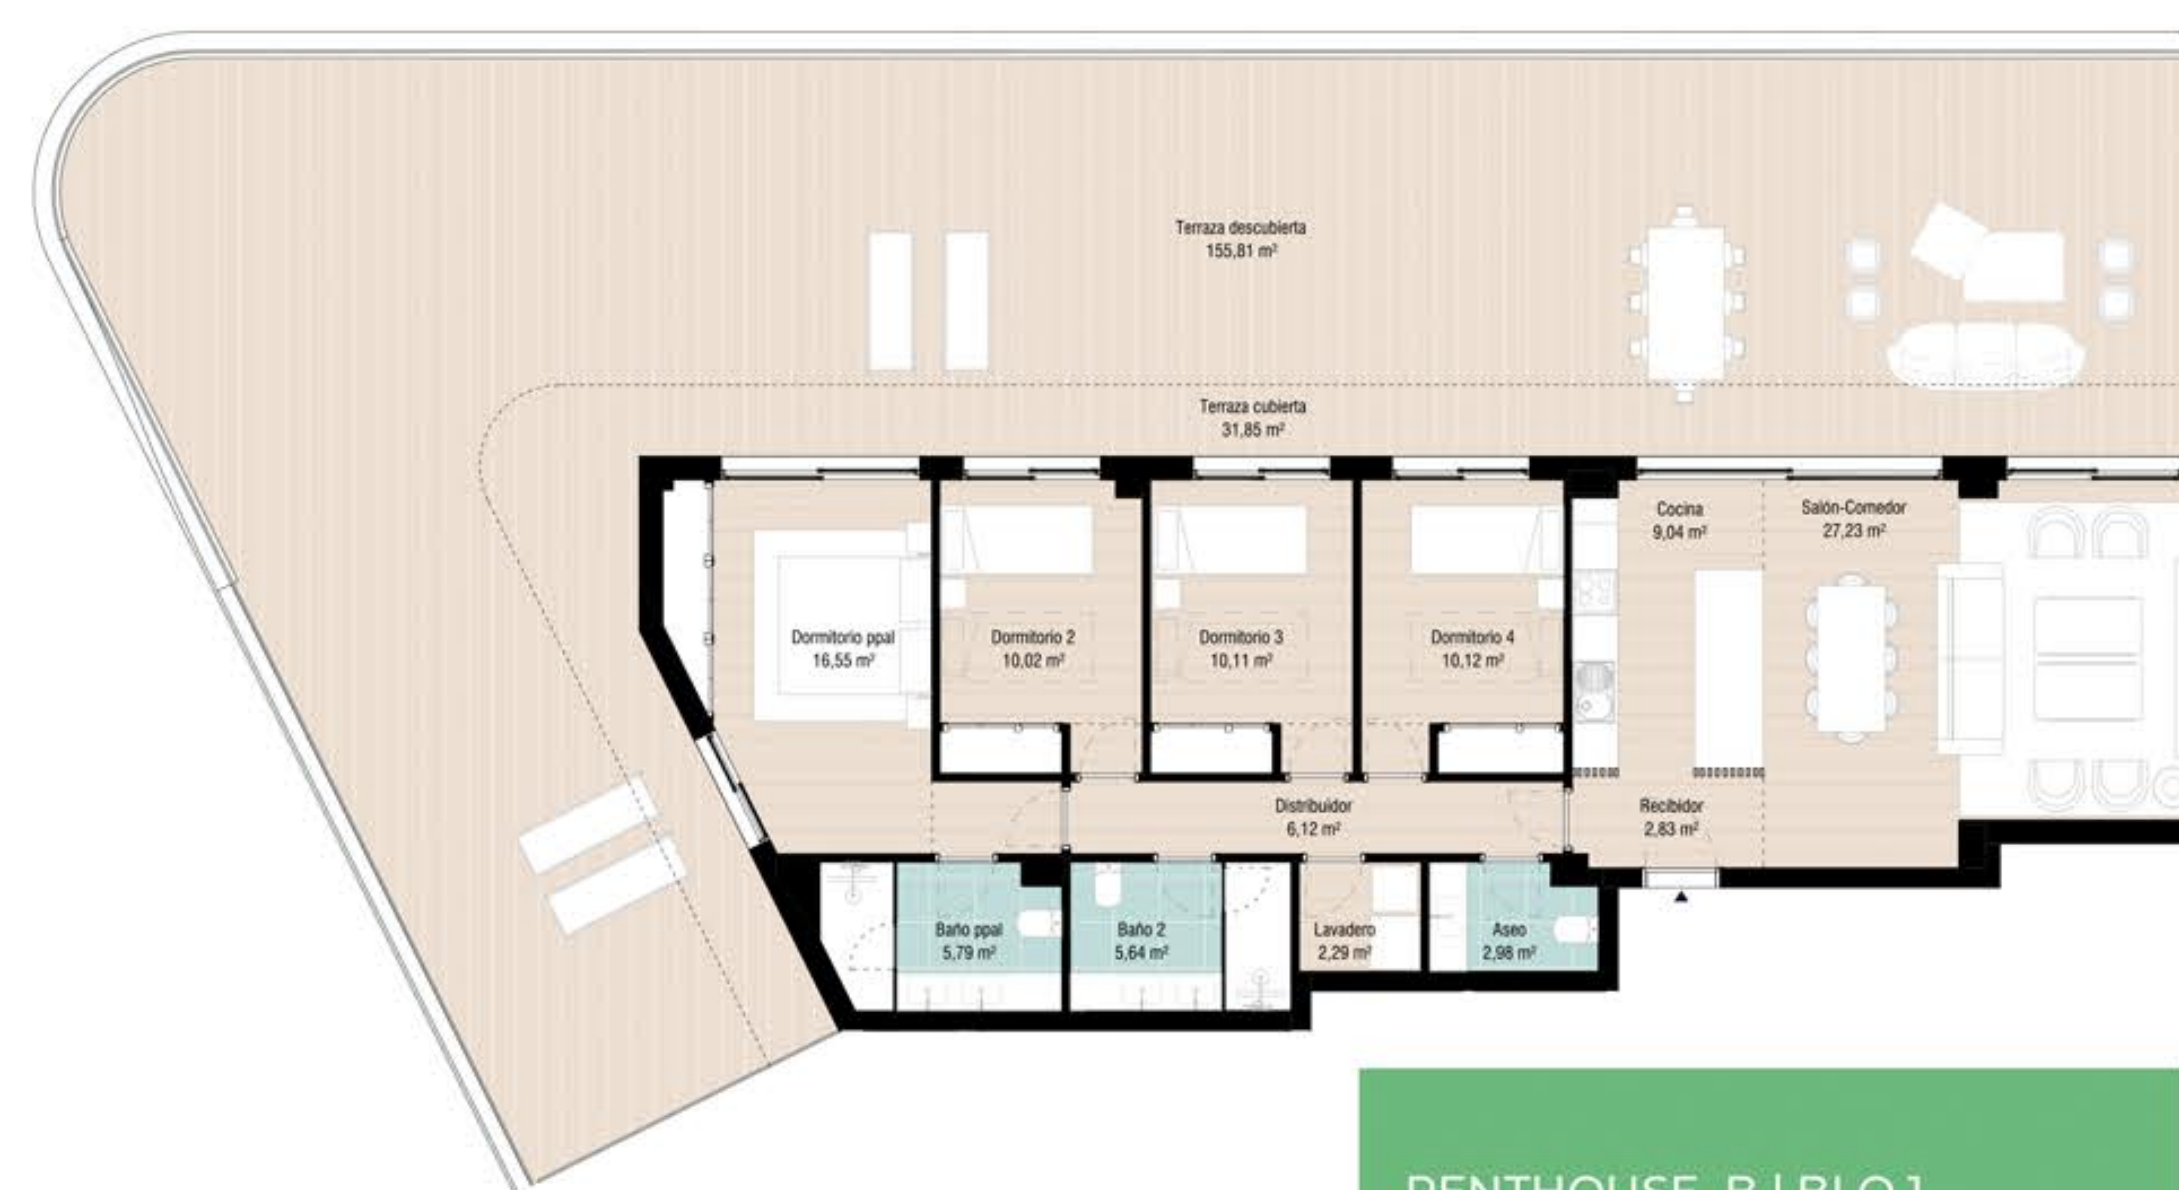 Terraza descubierta
155,81 m²
Terraza cubierta
31,85 m²
Cocina
9,04 m²
Salón-Comedor
27,23 m²
Dormitorio ppal
16,55 m²
Dormitorio 2
10,02 m²
Dormitorio 3
10,11 m²
Dormitorio 4
10,12 m²
Distribuidor
6,12 m²
Recibidor
2,83 m²
Baño ppal
5,79 m²
Baño 2
5,64 m²
Lavadero
2,29 m²
Aseo
2,98 m²
PENTHOUSE B | BLQ 1